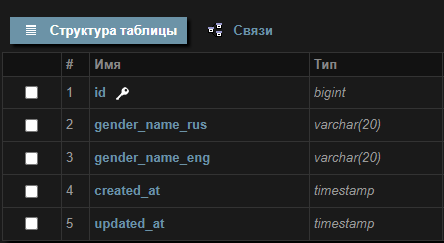 Структура таблицы Связи
# Имя Тип
1 id bigint
2 gender_name_rus varchar(20)
3 gender_name_eng varchar(20)
4 created_at timestamp
5 updated_at timestamp